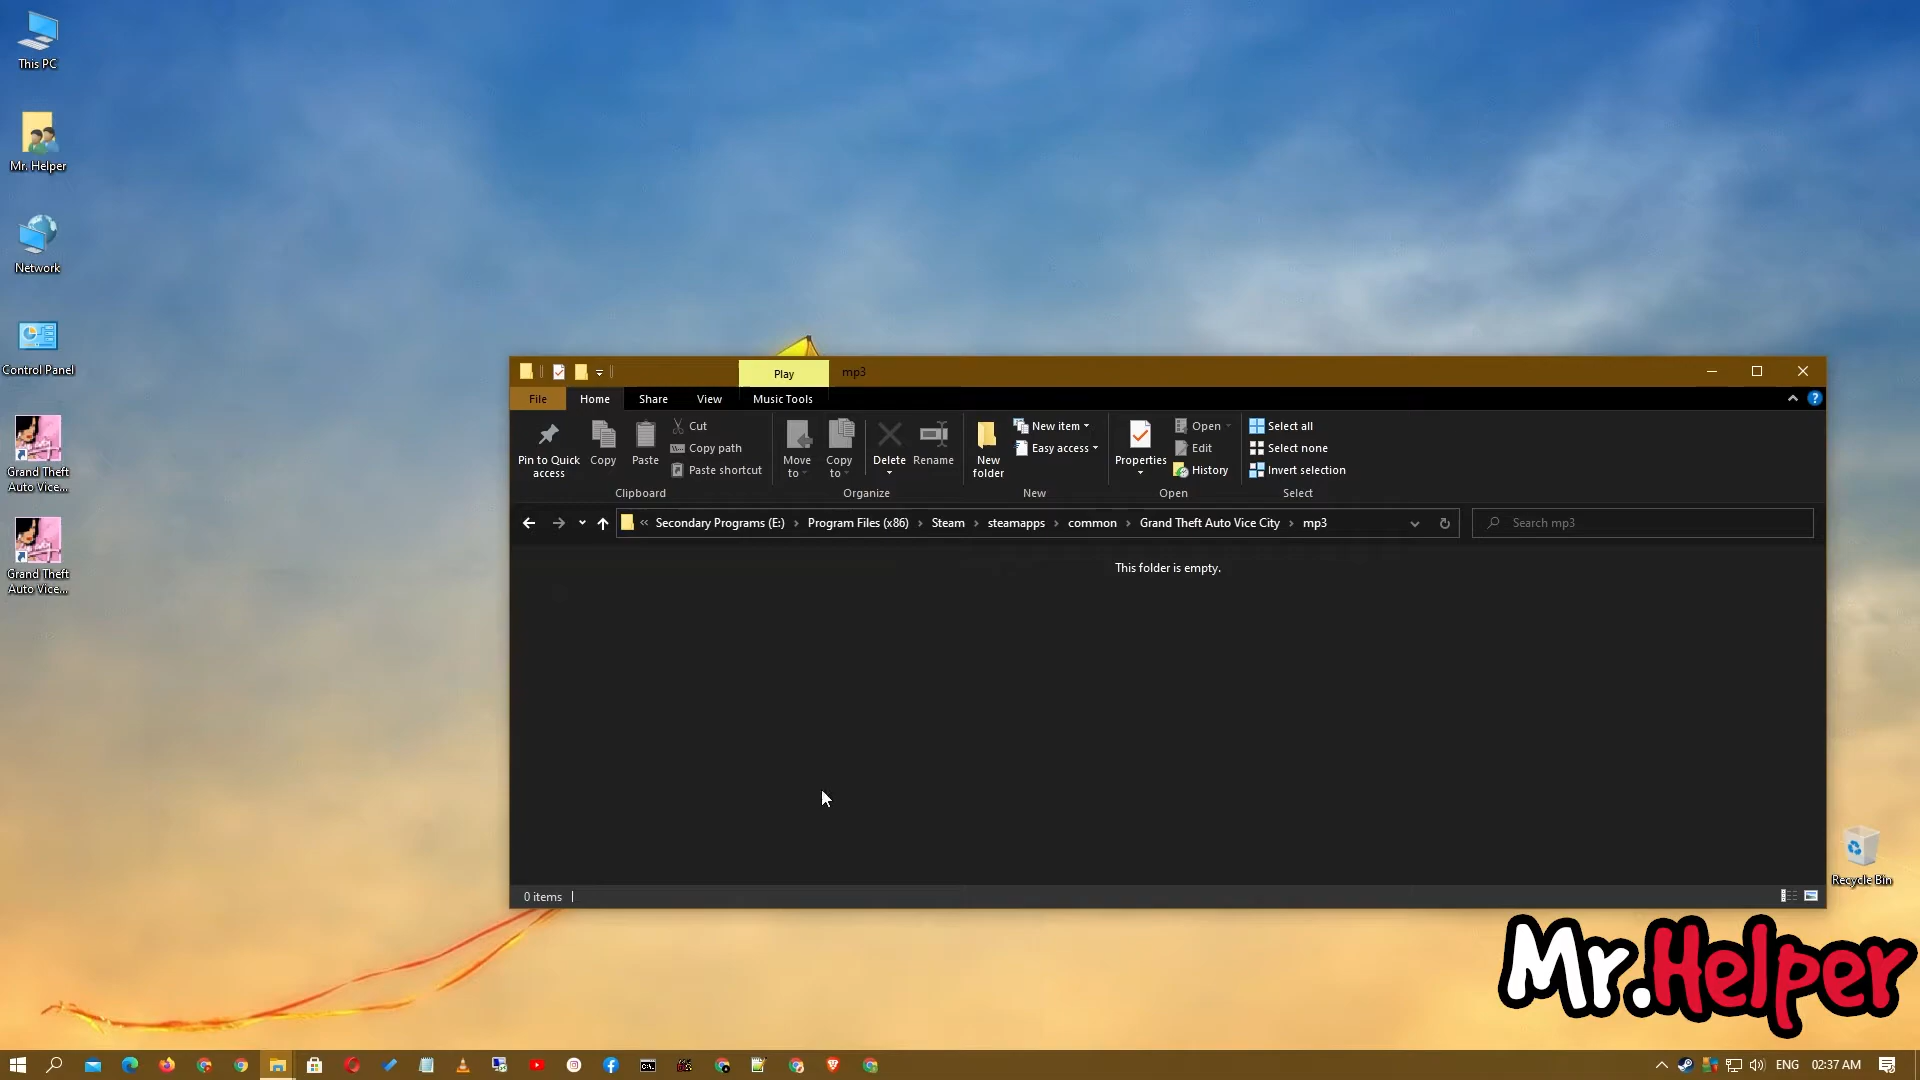 This PC
Mr. Helper
Network
Control Panel
Grand Theft
Auto Vice...
Grand Theft
Auto Vice...
Play
mp3
File
Home
Share
View
Music Tools
Pin to Quick
access
Copy
Paste
Cut
Copy path
Paste shortcut
Clipboard
Move
to
Copy
to
Delete
Rename
Organize
New
folder
New item
Easy access
New
Properties
Open
Edit
History
Open
Select all
Select none
Invert selection
Select
« Secondary Programs (E:) › Program Files (x86) › Steam › steamapps › common › Grand Theft Auto Vice City › mp3
Search mp3
This folder is empty.
0 items
Recycle Bin
Mr.Helper
ENG
02:37 AM